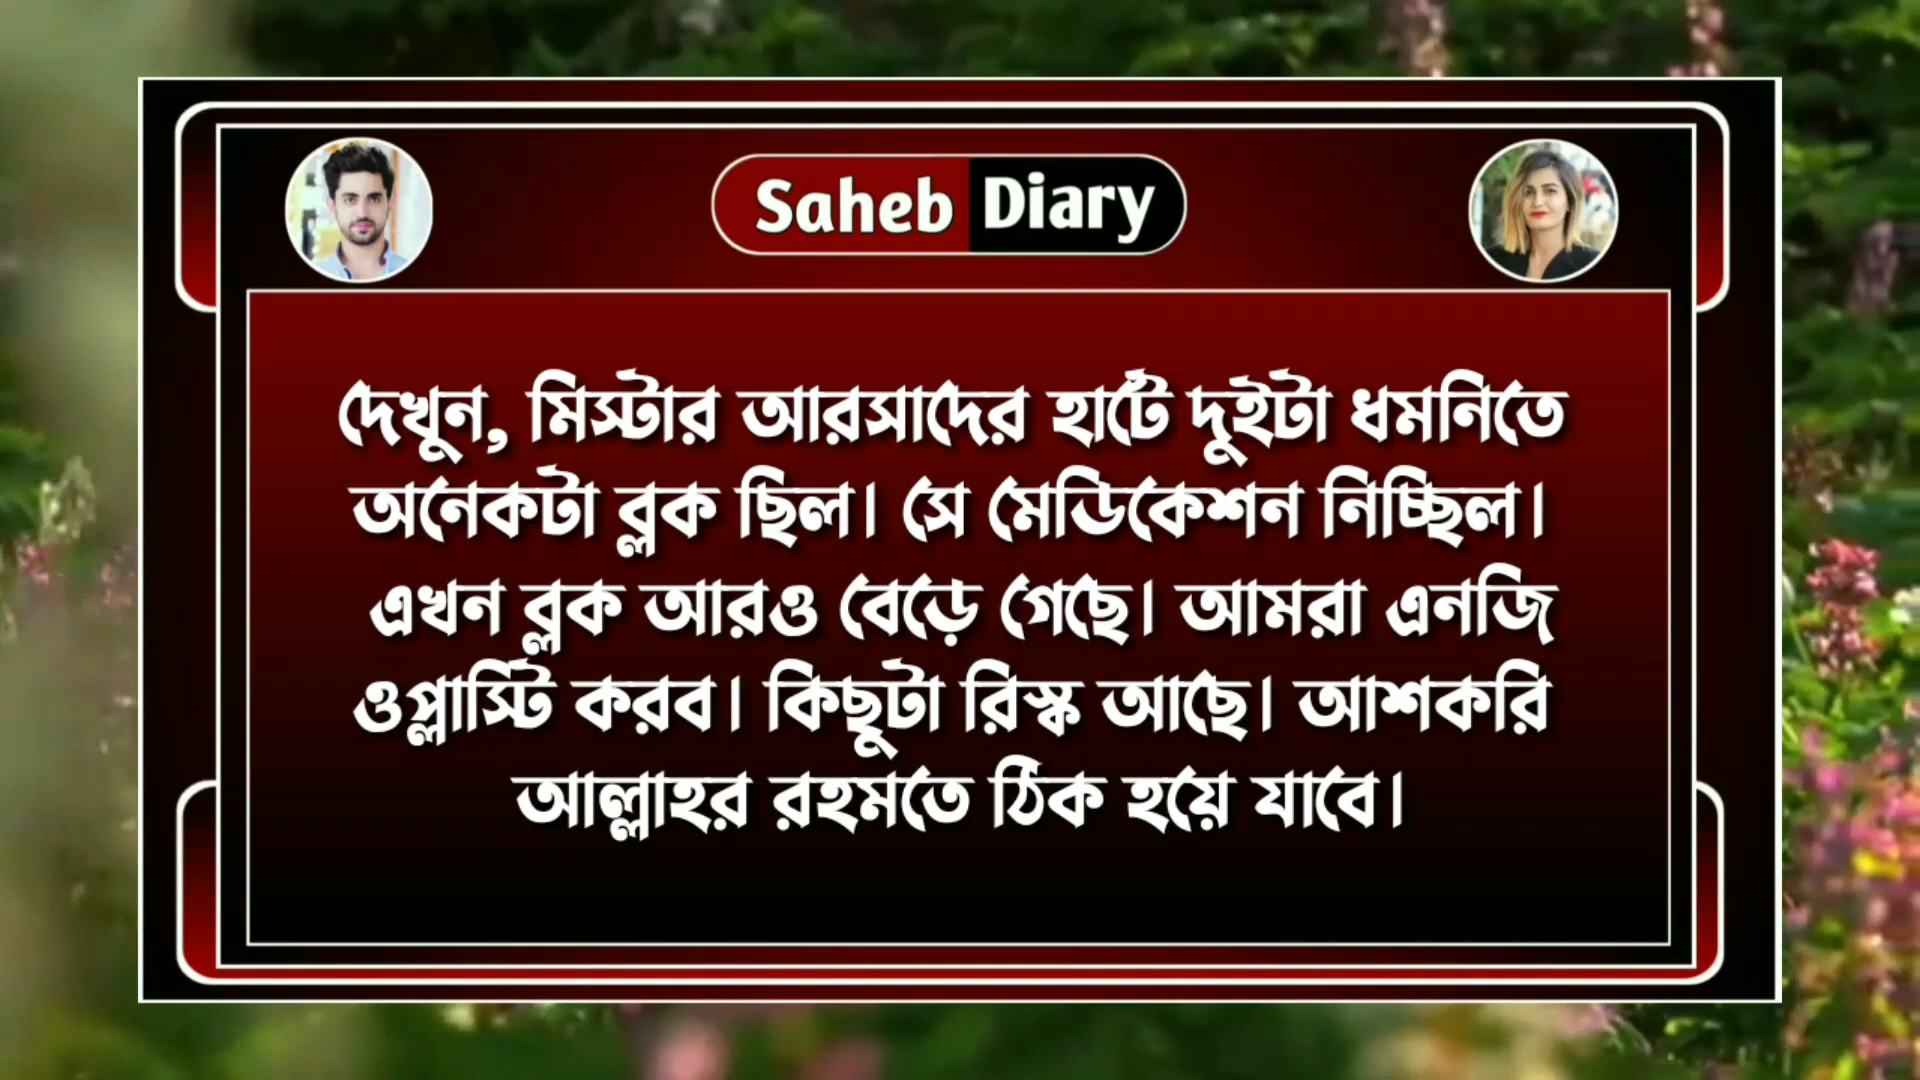 Saheb Diary
দেখুন, মিস্টার আরসাদের হার্টে দুইটা ধমনিতে
অনেকটা ব্লক ছিল। সে মেডিকেশন নিচ্ছিল।
এখন ব্লক আরও বেড়ে গেছে। আমরা এনজি
ওপ্লাস্টি করব। কিছুটা রিস্ক আছে। আশকরি
আল্লাহর রহমতে ঠিক হয়ে যাবে।